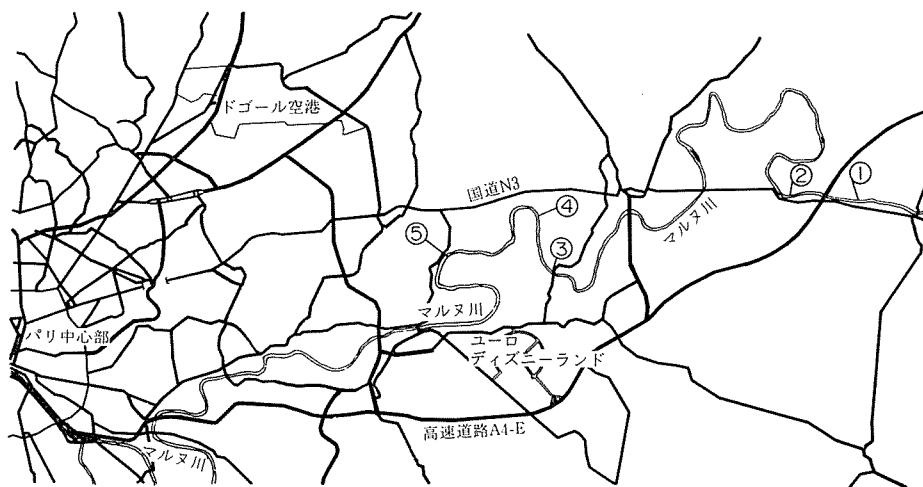 ドゴール空港
国道N3
②
①
④
マルヌ川
⑤
③
マルヌ川
パリ中心部
ユーロ
ディズニーランド
高速道路A4-E
マルヌ川